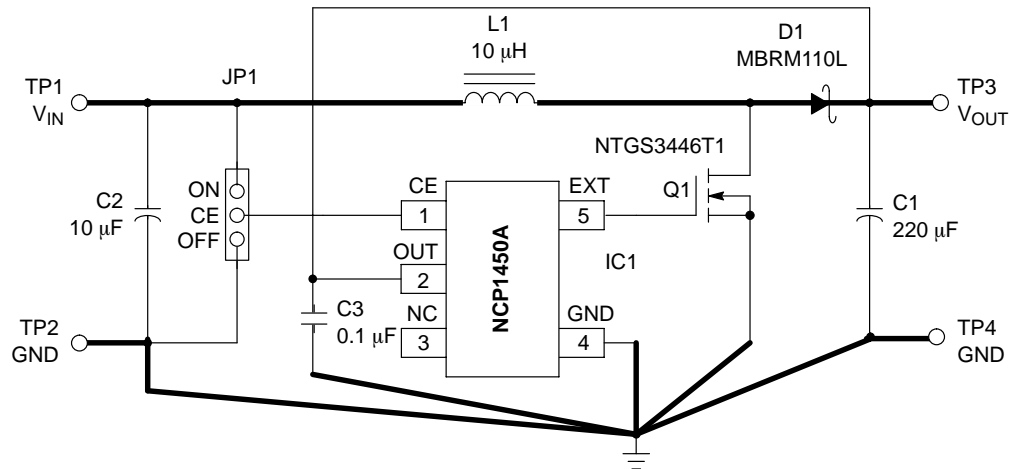 L1
10 μH
D1
MBRM110L
TP1
VIN
JP1
TP3
VOUT
NTGS3446T1
C2
10 μF
ON
CE
OFF
CE
1
EXT
5
Q1
C1
220 μF
OUT
2
NCP1450A
IC1
C3
0.1 μF
NC
3
GND
4
TP2
GND
TP4
GND